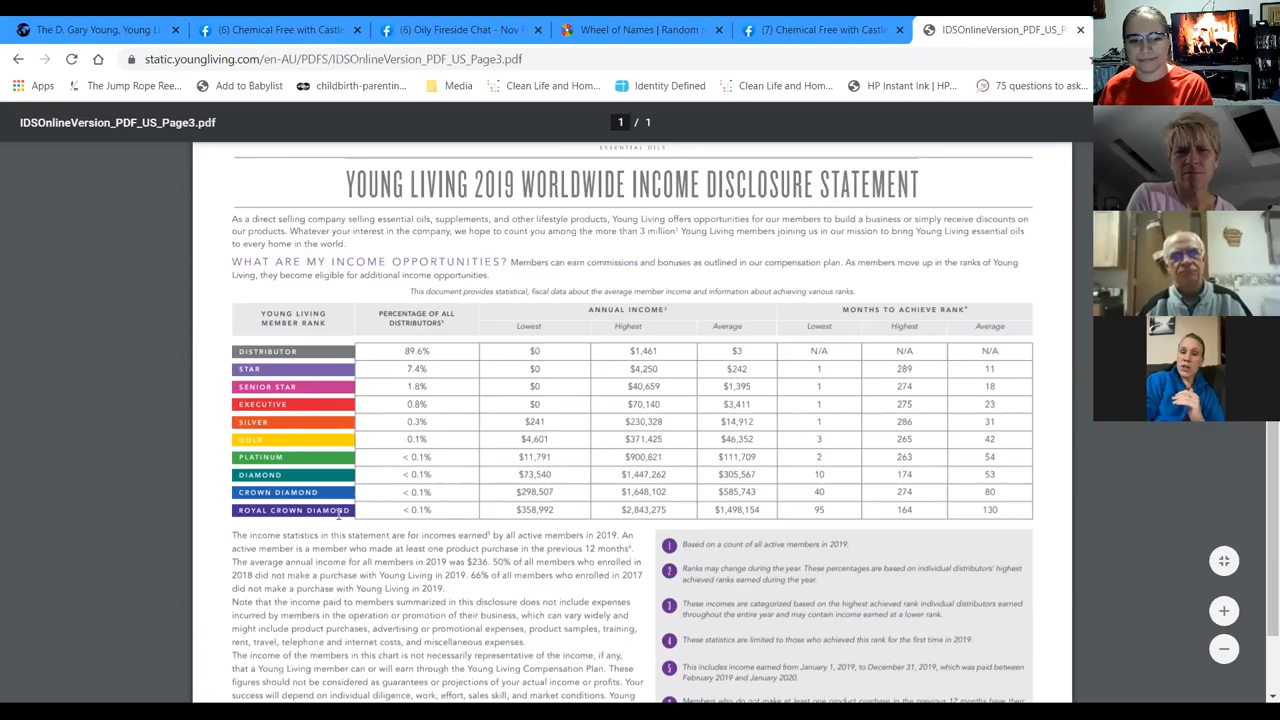 The D. Gary Young, Young Li
(6) Chemical Free with Castle
(6) Oily Fireside Chat - Nov
Wheel of Names | Random n
(7) Chemical Free with Castle
IDSOnlineVersion_PDF_US_P
static.youngliving.com/en-AU/PDFS/IDSOnlineVersion_PDF_US_Page3.pdf
Apps
The Jump Rope Ree...
Add to Babylist
childbirth-parentin...
Media
Clean Life and Hom...
Identity Defined
Clean Life and Hom...
HP Instant Ink | HP...
75 questions to ask...
IDSOnlineVersion_PDF_US_Page3.pdf
1 / 1
ESSENTIAL OILS
YOUNG LIVING 2019 WORLDWIDE INCOME DISCLOSURE STATEMENT
As a direct selling company selling essential oils, supplements, and other lifestyle products, Young Living offers opportunities for our members to build a business or simply receive discounts on
our products. Whatever your interest in the company, we hope to count you among the more than 3 million¹ Young Living members joining us in our mission to bring Young Living essential oils
to every home in the world.
WHAT ARE MY INCOME OPPORTUNITIES? Members can earn commissions and bonuses as outlined in our compensation plan. As members move up in the ranks of Young
Living, they become eligible for additional income opportunities.
This document provides statistical, fiscal data about the average member income and information about achieving various ranks.
YOUNG LIVING MEMBER RANK PERCENTAGE OF ALL DISTRIBUTORS² ANNUAL INCOME³ MONTHS TO ACHIEVE RANK⁴
Lowest Highest Average Lowest Highest Average
DISTRIBUTOR 89.6% $0 $1,461 $3 N/A N/A N/A
STAR 7.4% $0 $4,250 $242 1 289 11
SENIOR STAR 1.8% $0 $40,659 $1,395 1 274 18
EXECUTIVE 0.8% $0 $70,140 $3,411 1 275 23
SILVER 0.3% $241 $230,328 $14,912 1 286 31
GOLD 0.1% $4,601 $371,425 $46,352 3 265 42
PLATINUM < 0.1% $11,791 $900,821 $111,709 2 263 54
DIAMOND < 0.1% $73,540 $1,447,262 $305,567 10 174 53
CROWN DIAMOND < 0.1% $298,507 $1,648,102 $585,743 40 274 80
ROYAL CROWN DIAMOND < 0.1% $358,992 $2,843,275 $1,498,154 95 164 130
The income statistics in this statement are for incomes earned⁵ by all active members in 2019. An
active member is a member who made at least one product purchase in the previous 12 months⁶.
The average annual income for all members in 2019 was $236. 50% of all members who enrolled in
2018 did not make a purchase with Young Living in 2019. 66% of all members who enrolled in 2017
did not make a purchase with Young Living in 2019.
Note that the income paid to members summarized in this disclosure does not include expenses
incurred by members in the operation or promotion of their business, which can vary widely and
might include product purchases, advertising or promotional expenses, product samples, training,
rent, travel, telephone and internet costs, and miscellaneous expenses.
The income of the members in this chart is not necessarily representative of the income, if any,
that a Young Living member can or will earn through the Young Living Compensation Plan. These
figures should not be considered as guarantees or projections of your actual income or profits. Your
success will depend on individual diligence, work, effort, sales skill, and market conditions. Young
1 Based on a count of all active members in 2019.
2 Ranks may change during the year. These percentages are based on individual distributors' highest
achieved ranks earned during the year.
3 These incomes are categorized based on the highest achieved rank individual distributors earned
throughout the entire year and may contain income earned at a lower rank.
4 These statistics are limited to those who achieved this rank for the first time in 2019.
5 This includes income earned from January 1, 2019, to December 31, 2019, which was paid between
February 2019 and January 2020.
Members who do not make at least one product purchase in the previous 12 months have their